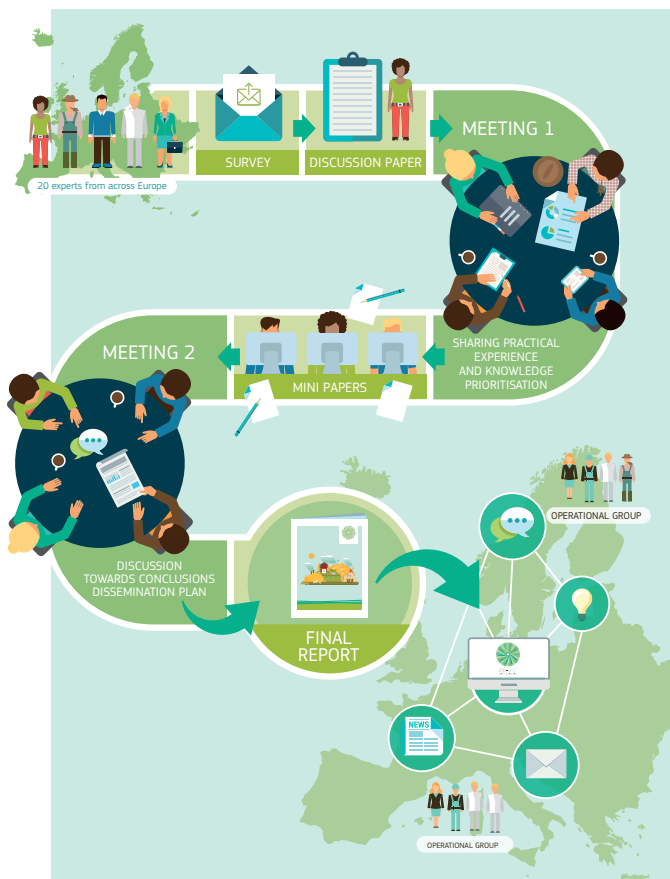 20 experts from across Europe
SURVEY
DISCUSSION PAPER
MEETING 1
SHARING PRACTICAL
EXPERIENCE
AND KNOWLEDGE
PRIORITISATION
MINI PAPERS
MEETING 2
DISCUSSION
TOWARDS CONCLUSIONS
DISSEMINATION PLAN
FINAL
REPORT
OPERATIONAL GROUP
NEWS
OPERATIONAL GROUP